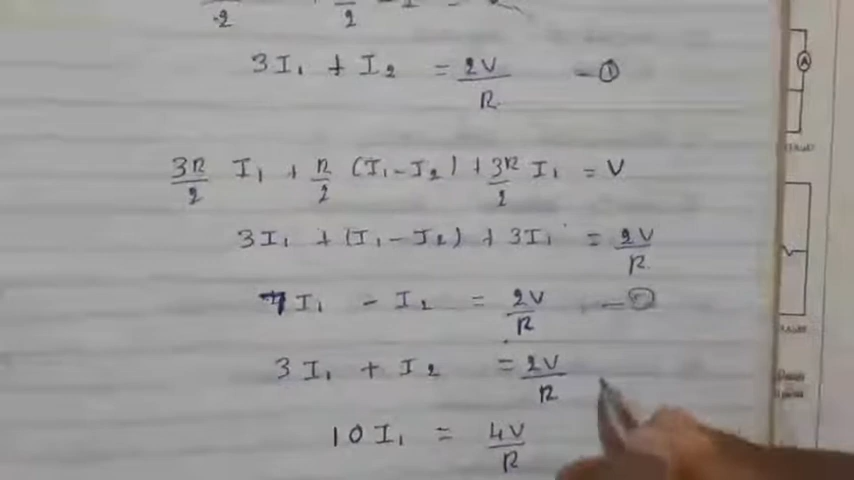 3I₁ + I₂ = 2V/R — ①
3R/2 I₁ + R/2 (I₁ - I₂) + 3R/2 I₁ = V
3I₁ + (I₁ - I₂) + 3I₁ = 2V/R
7I₁ - I₂ = 2V/R — ②
3I₁ + I₂ = 2V/R
10I₁ = 4V/R